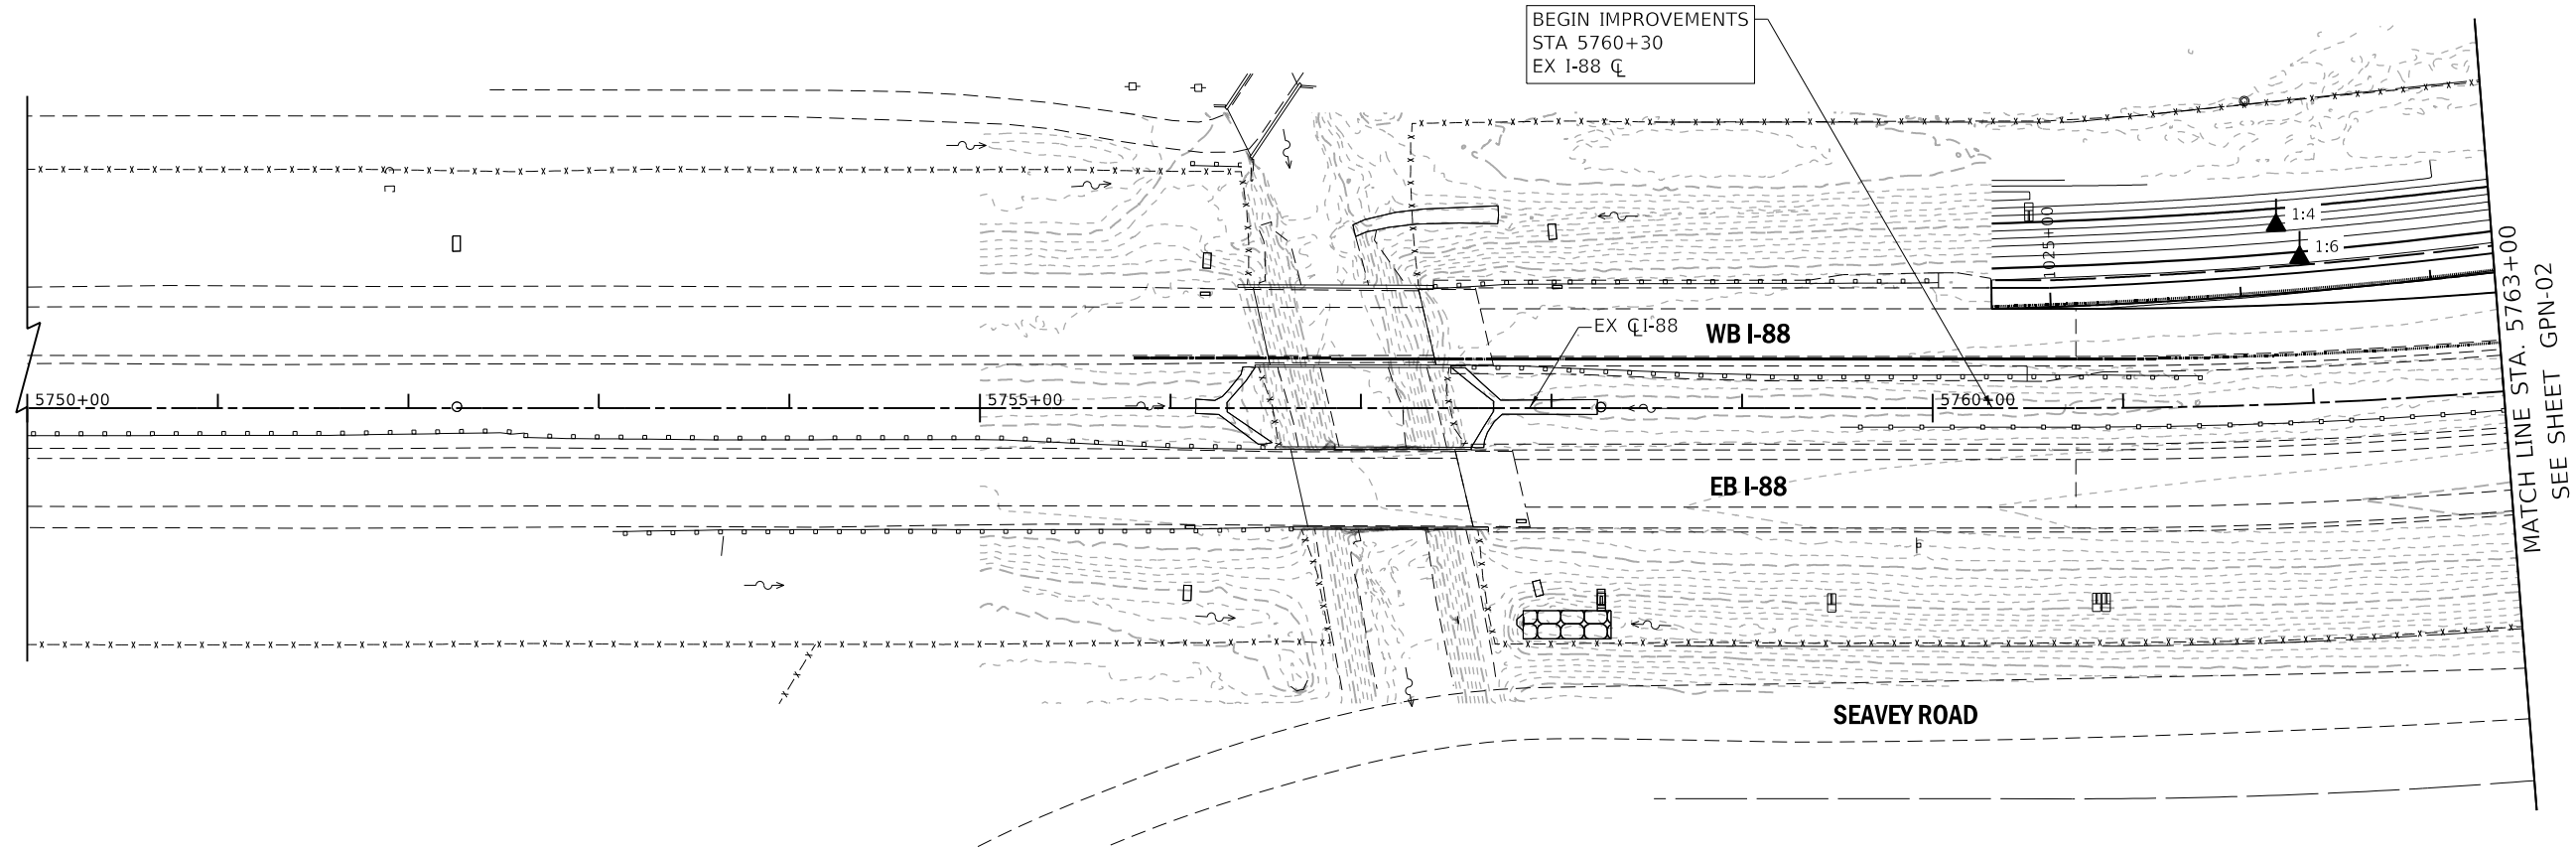 BEGIN IMPROVEMENTS
STA 5760+30
EX I-88 ℄
1:4
1:6
1025+00
EX ℄ I-88
WB I-88
5750+00
5755+00
5760+00
EB I-88
SEAVEY ROAD
MATCH LINE STA. 5763+00
SEE SHEET GPN-02